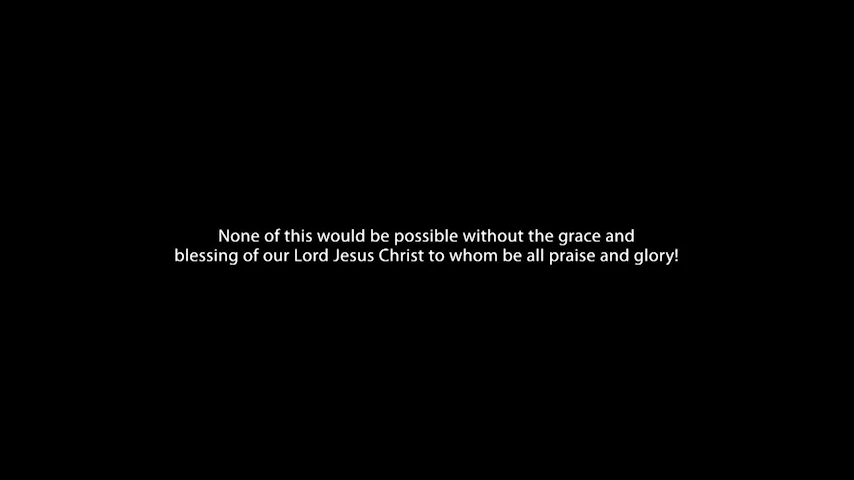 None of this would be possible without the grace and
blessing of our Lord Jesus Christ to whom be all praise and glory!